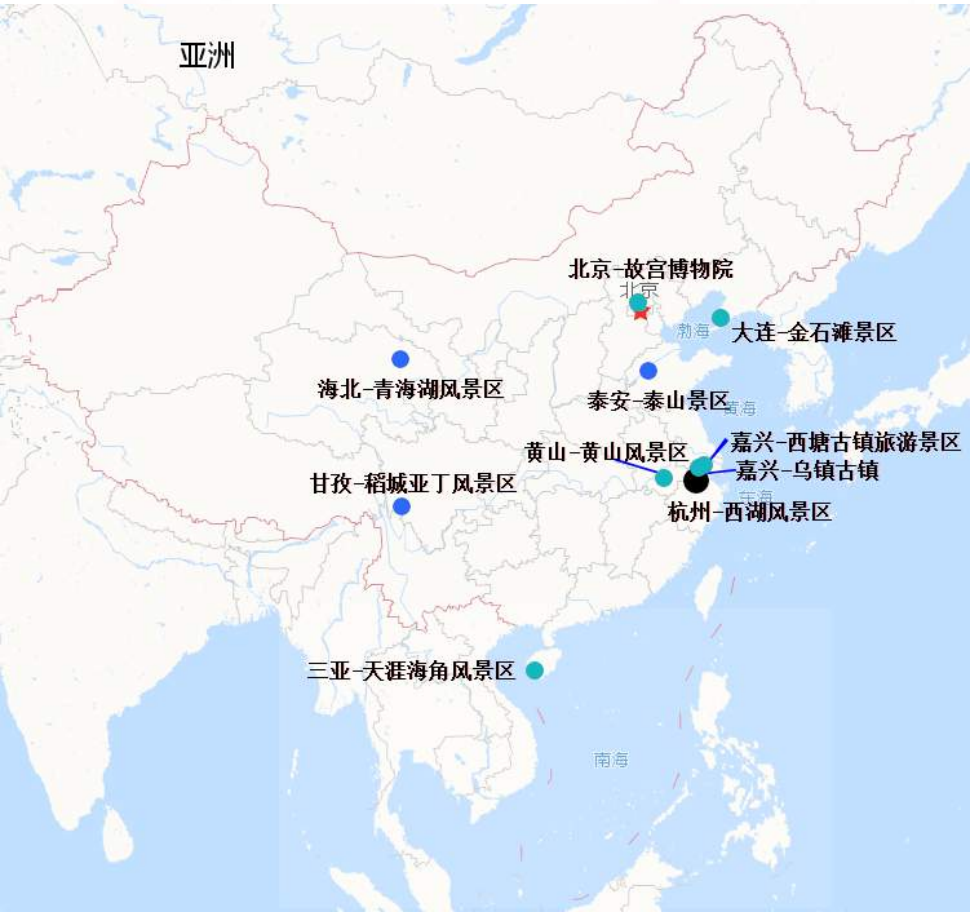 亚洲
北京-故宫博物院
北京
渤海
大连-金石滩景区
海北-青海湖风景区
泰安-泰山景区
黄海
嘉兴-西塘古镇旅游景区
黄山-黄山风景区
嘉兴-乌镇古镇
甘孜-稻城亚丁风景区
东海
杭州-西湖风景区
三亚-天涯海角风景区
南海